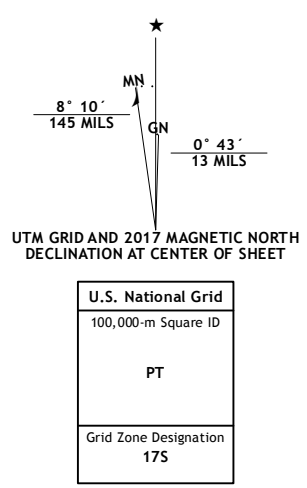 ★
MN
GN
8° 10´
145 MILS
0° 43´
13 MILS
UTM GRID AND 2017 MAGNETIC NORTH
DECLINATION AT CENTER OF SHEET
U.S. National Grid
100,000-m Square ID
PT
Grid Zone Designation
17S